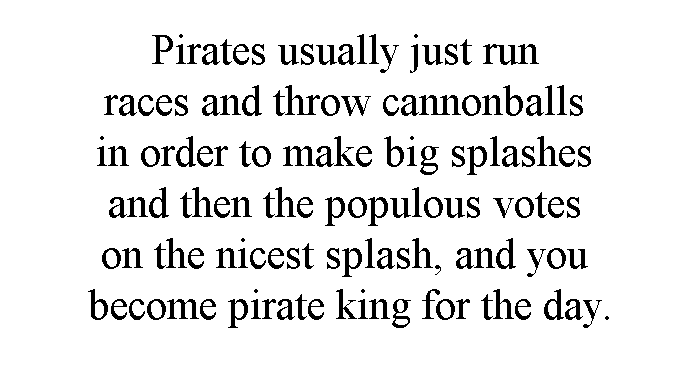 Pirates usually just run
races and throw cannonballs
in order to make big splashes
and then the populous votes
on the nicest splash, and you
become pirate king for the day.